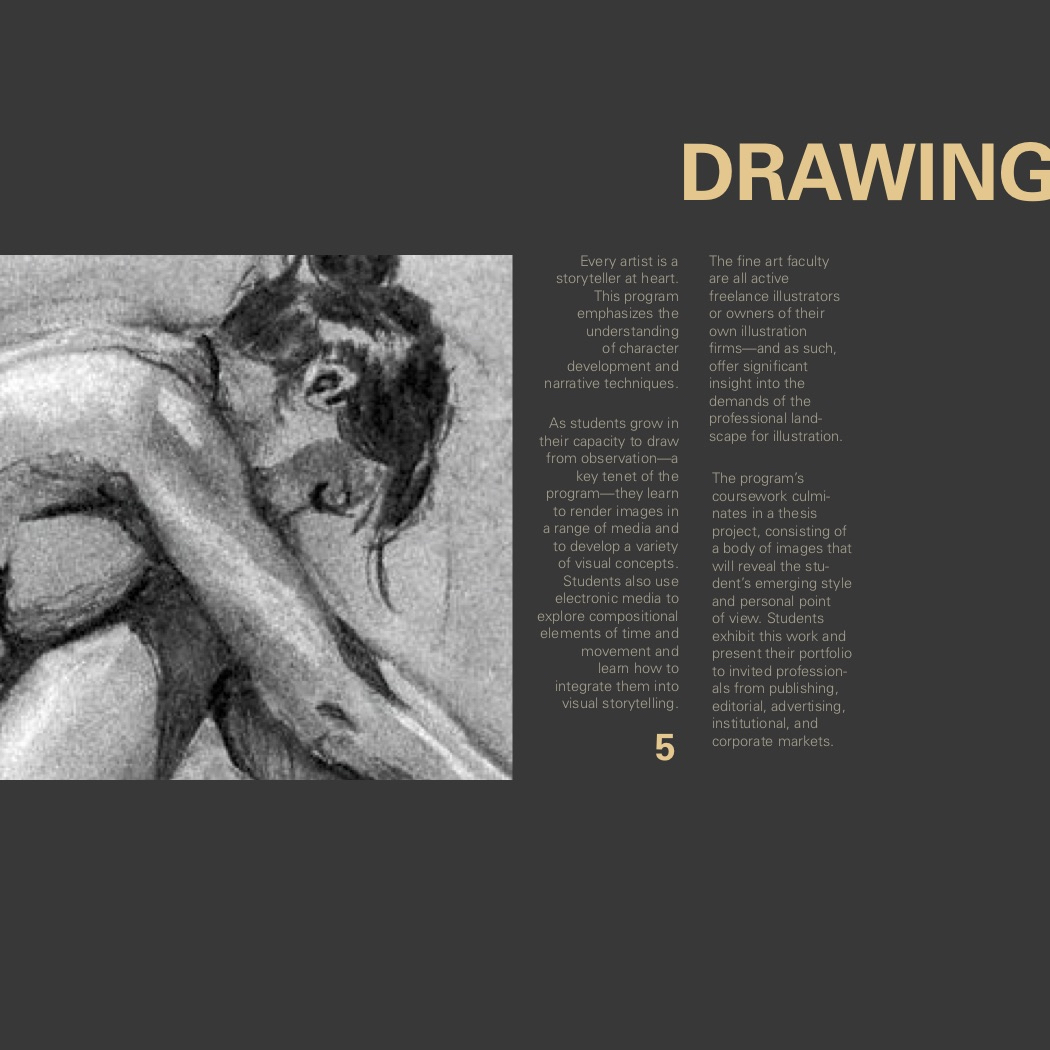 DRAWING
Every artist is a
storyteller at heart.
This program
emphasizes the
understanding
of character
development and
narrative techniques.
As students grow in
their capacity to draw
from observation—a
key tenet of the
program—they learn
to render images in
a range of media and
to develop a variety
of visual concepts.
Students also use
electronic media to
explore compositional
elements of time and
movement and
learn how to
integrate them into
visual storytelling.
5
The fine art faculty
are all active
freelance illustrators
or owners of their
own illustration
firms—and as such,
offer significant
insight into the
demands of the
professional land-
scape for illustration.
The program’s
coursework culmi-
nates in a thesis
project, consisting of
a body of images that
will reveal the stu-
dent’s emerging style
and personal point
of view. Students
exhibit this work and
present their portfolio
to invited profession-
als from publishing,
editorial, advertising,
institutional, and
corporate markets.